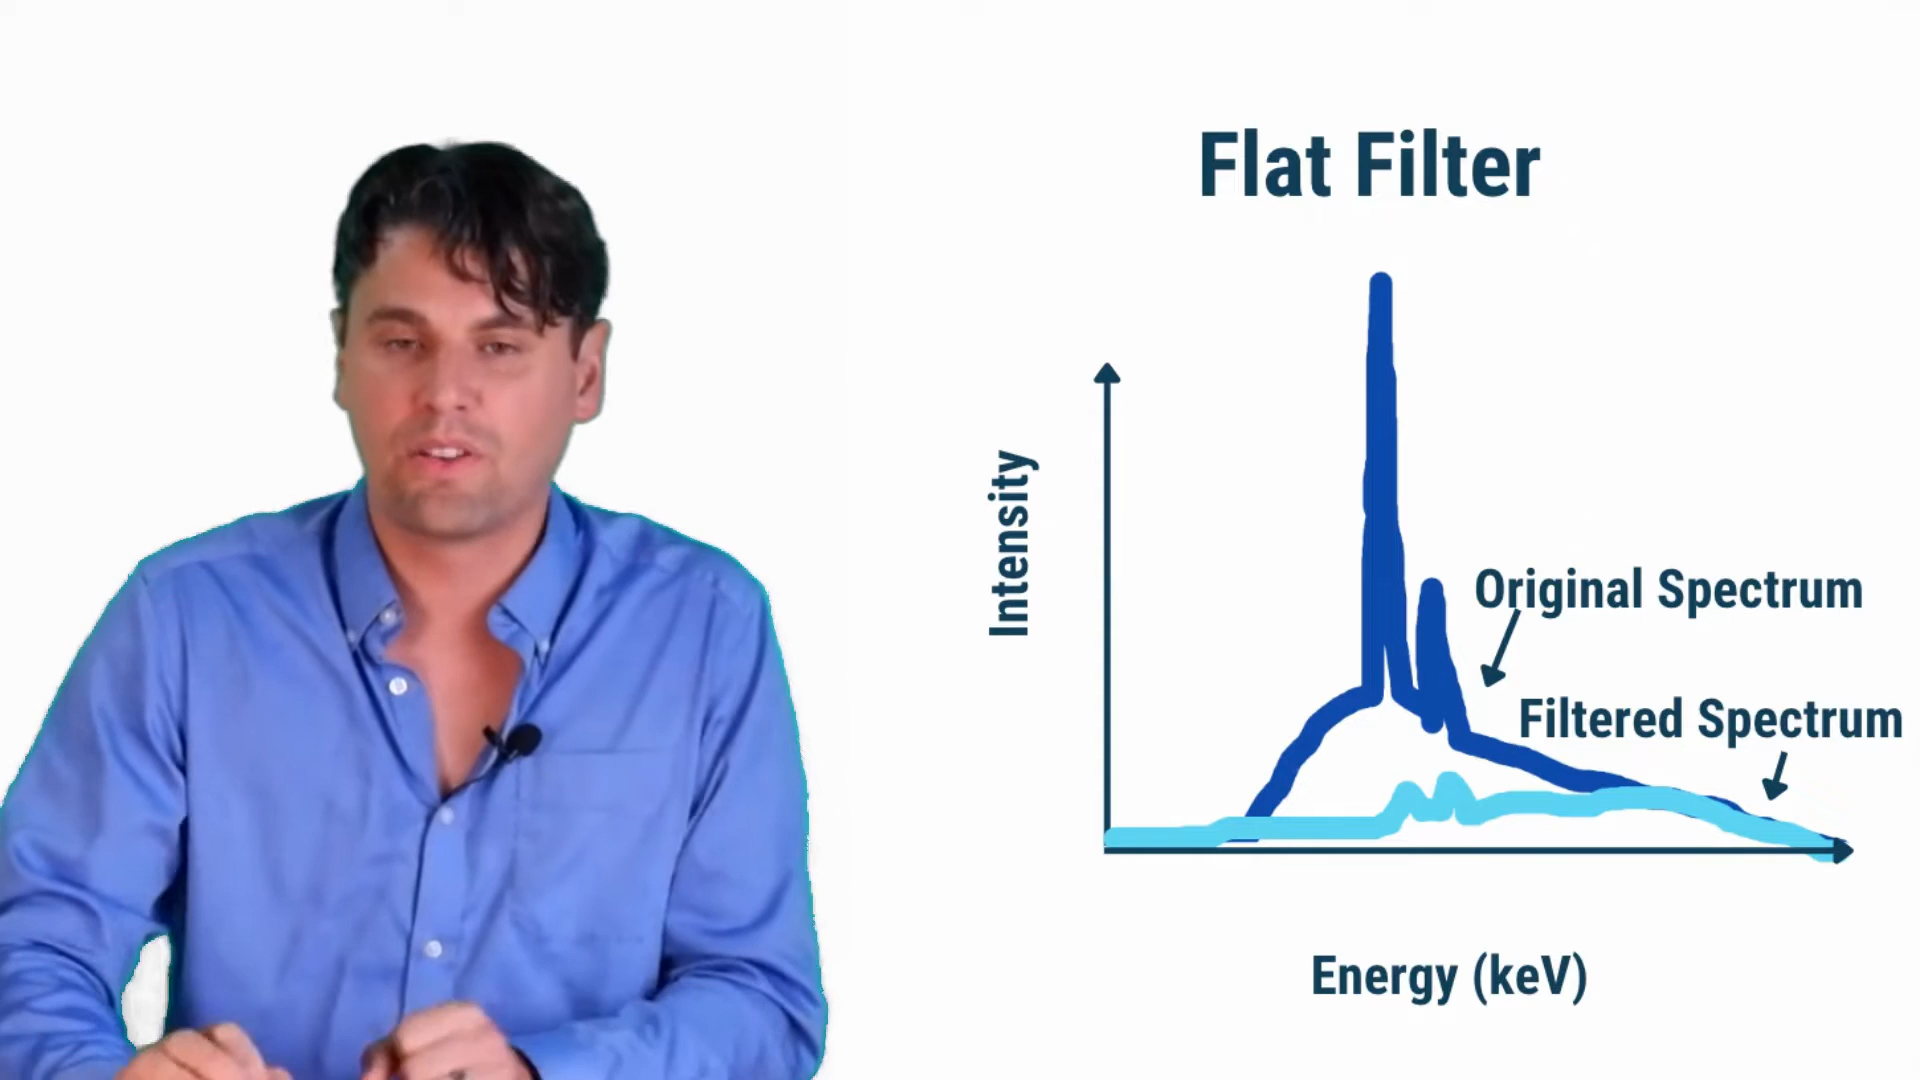 Flat Filter
Intensity
Original Spectrum
Filtered Spectrum
Energy (keV)